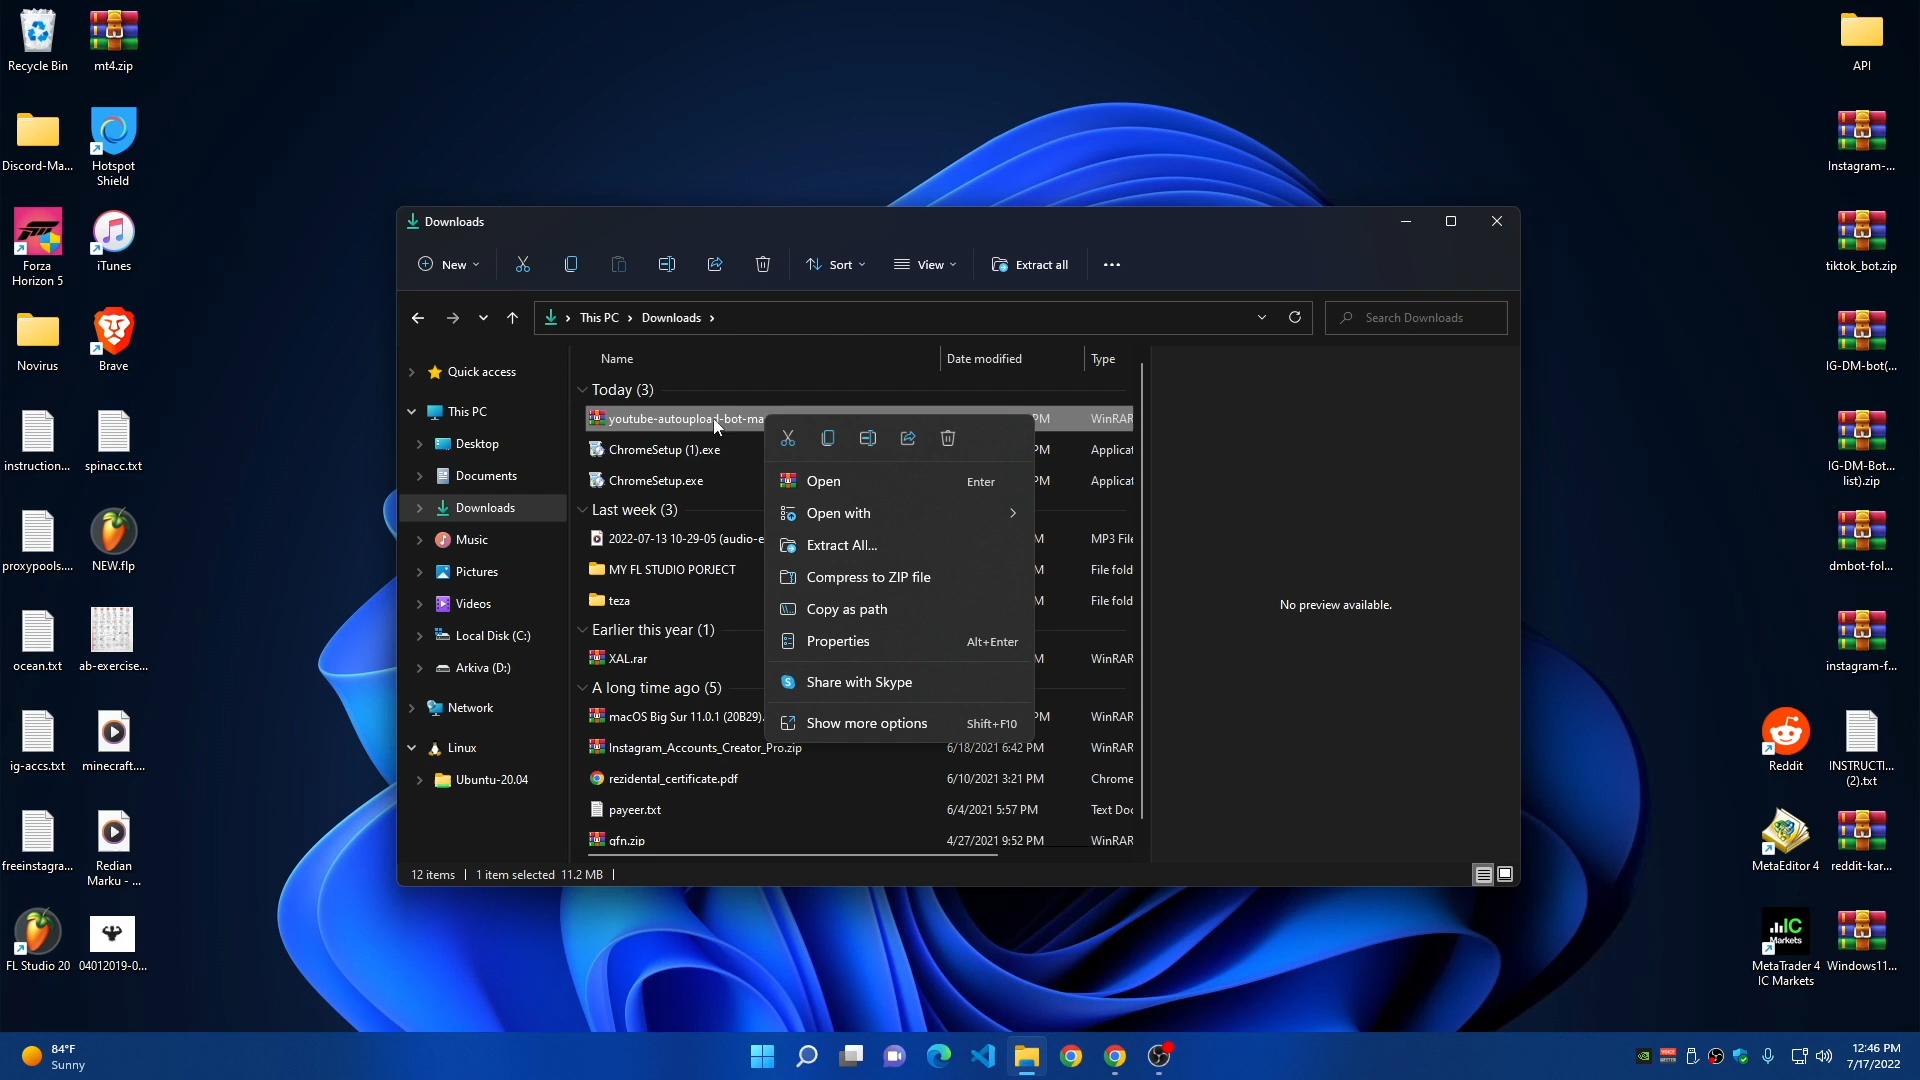 Recycle Bin
mt4.zip
Discord-Ma...
Hotspot
Shield
Forza
Horizon 5
iTunes
Novirus
Brave
instruction...
spinacc.txt
proxypools....
NEW.flp
ocean.txt
ab-exercise...
ig-accs.txt
minecraft....
freeinstagra...
Redian
Marku - ...
FL Studio 20
04012019-0...
API
Instagram-...
tiktok_bot.zip
IG-DM-bot(...
IG-DM-Bot...
list).zip
dmbot-fol...
instagram-f...
Reddit
INSTRUCTI...
(2).txt
MetaEditor 4
reddit-kar...
IC
Markets
MetaTrader 4
IC Markets
Windows11...
Downloads
New
Sort
View
Extract all
This PC
Downloads
Search Downloads
Quick access
This PC
Desktop
Documents
Downloads
Music
Pictures
Videos
Local Disk (C:)
Arkiva (D:)
Network
Linux
Ubuntu-20.04
Name
Date modified
Type
Today (3)
youtube-autoupload-bot-ma
PM
WinRAR
ChromeSetup (1).exe
PM
Applicat
ChromeSetup.exe
PM
Applicat
Last week (3)
2022-07-13 10-29-05 (audio-e
M
MP3 File
MY FL STUDIO PORJECT
M
File fold
teza
M
File fold
Earlier this year (1)
XAL.rar
M
WinRAR
A long time ago (5)
macOS Big Sur 11.0.1 (20B29).
PM
WinRAR
Instagram_Accounts_Creator_Pro.zip
6/18/2021 6:42 PM
WinRAR
rezidental_certificate.pdf
6/10/2021 3:21 PM
Chrome
payeer.txt
6/4/2021 5:57 PM
Text Doc
gfn.zip
4/27/2021 9:52 PM
WinRAR
Open
Enter
Open with
Extract All...
Compress to ZIP file
Copy as path
Properties
Alt+Enter
Share with Skype
Show more options
Shift+F10
No preview available.
12 items
1 item selected 11.2 MB
84°F
Sunny
12:46 PM
7/17/2022